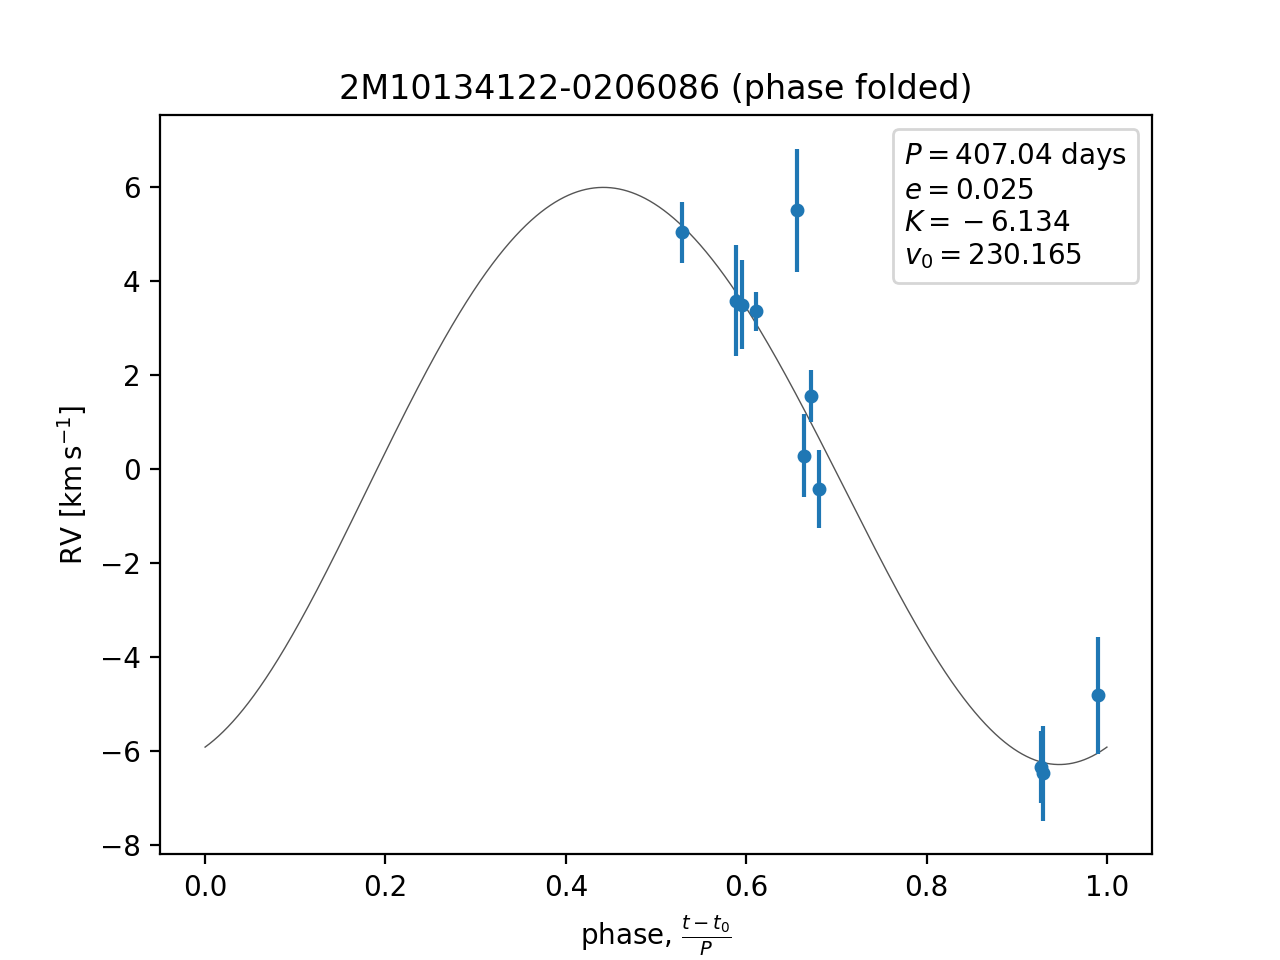 2M10134122-0206086 (phase folded)
P = 407.04 days
e = 0.025
K = −6.134
v₀ = 230.165
6
4
2
0
−2
−4
−6
−8
RV [km s⁻¹]
0.0 0.2 0.4 0.6 0.8 1.0
phase, (t − t₀)/P